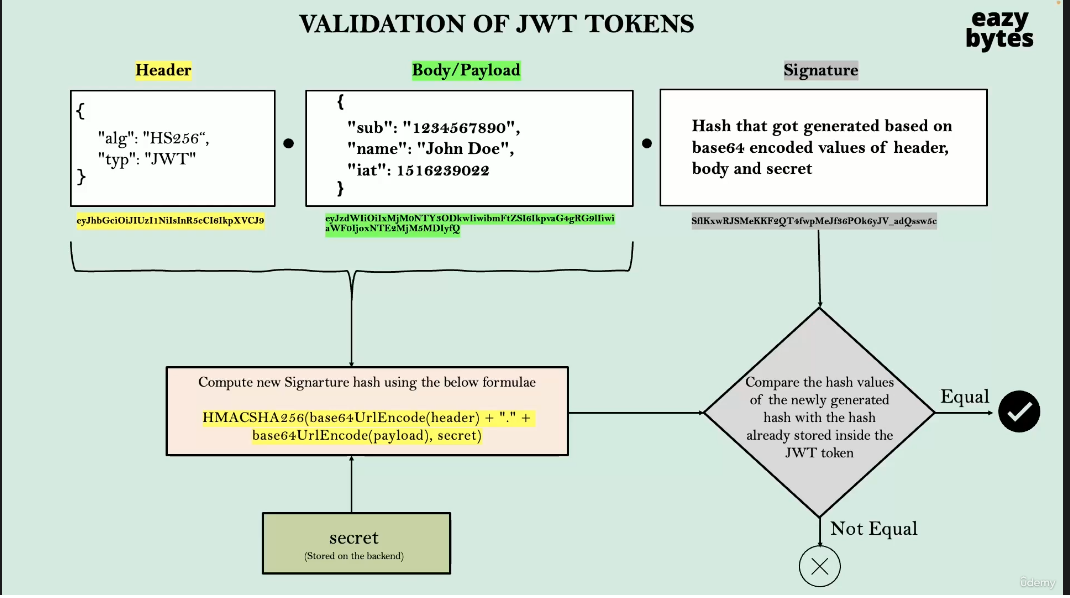 VALIDATION OF JWT TOKENS
eazy
bytes
Header
Body/Payload
Signature
{
"alg": "HS256“,
"typ": "JWT"
}
{
"sub": "1234567890",
"name": "John Doe",
"iat": 1516239022
}
Hash that got generated based on
base64 encoded values of header,
body and secret
eyJhbGciOiJIUzI1NiIsInR5cCI6IkpXVCJ9
eyJzdWIiOiIxMjM0NTY3ODkwIiwibmFtZSI6IkpvaG4gRG9lIiwi
aWF0IjoxNTE2MjM5MDIyfQ
SflKxwRJSMeKKF2QT4fwpMeJf36POk6yJV_adQssw5c
Compute new Signarture hash using the below formulae
HMACSHA256(base64UrlEncode(header) + "." +
base64UrlEncode(payload), secret)
Compare the hash values
of the newly generated
hash with the hash
already stored inside the
JWT token
Equal
Not Equal
secret
(Stored on the backend)
ûdemy